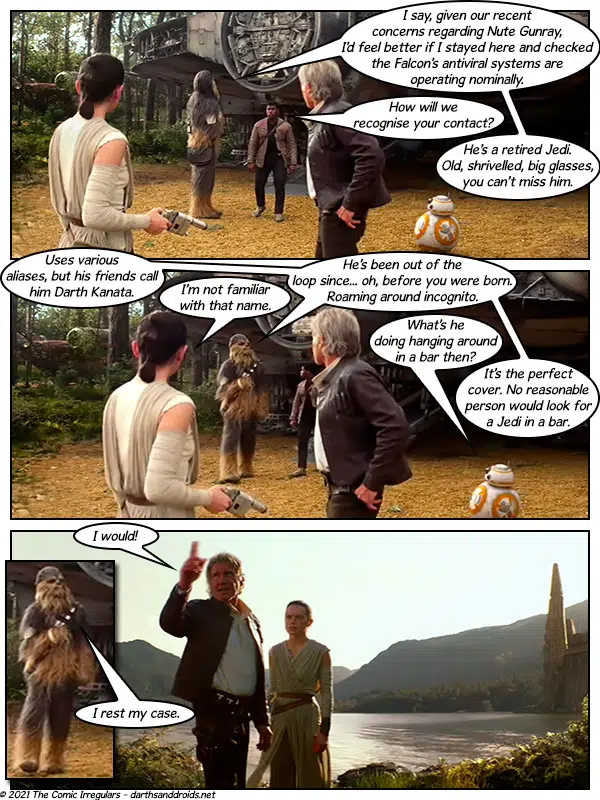 I say, given our recent
concerns regarding Nute Gunray,
I'd feel better if I stayed here and checked
the Falcon's antiviral systems are
operating nominally.
How will we
recognise your contact?
He's a retired Jedi.
Old, shrivelled, big glasses,
you can't miss him.
Uses various
aliases, but his friends call
him Darth Kanata.
I'm not familiar
with that name.
He's been out of the
loop since... oh, before you were born.
Roaming around incognito.
What's he
doing hanging around
in a bar then?
It's the perfect
cover. No reasonable
person would look for
a Jedi in a bar.
I would!
I rest my case.
© 2021 The Comic Irregulars - darthsanddroids.net